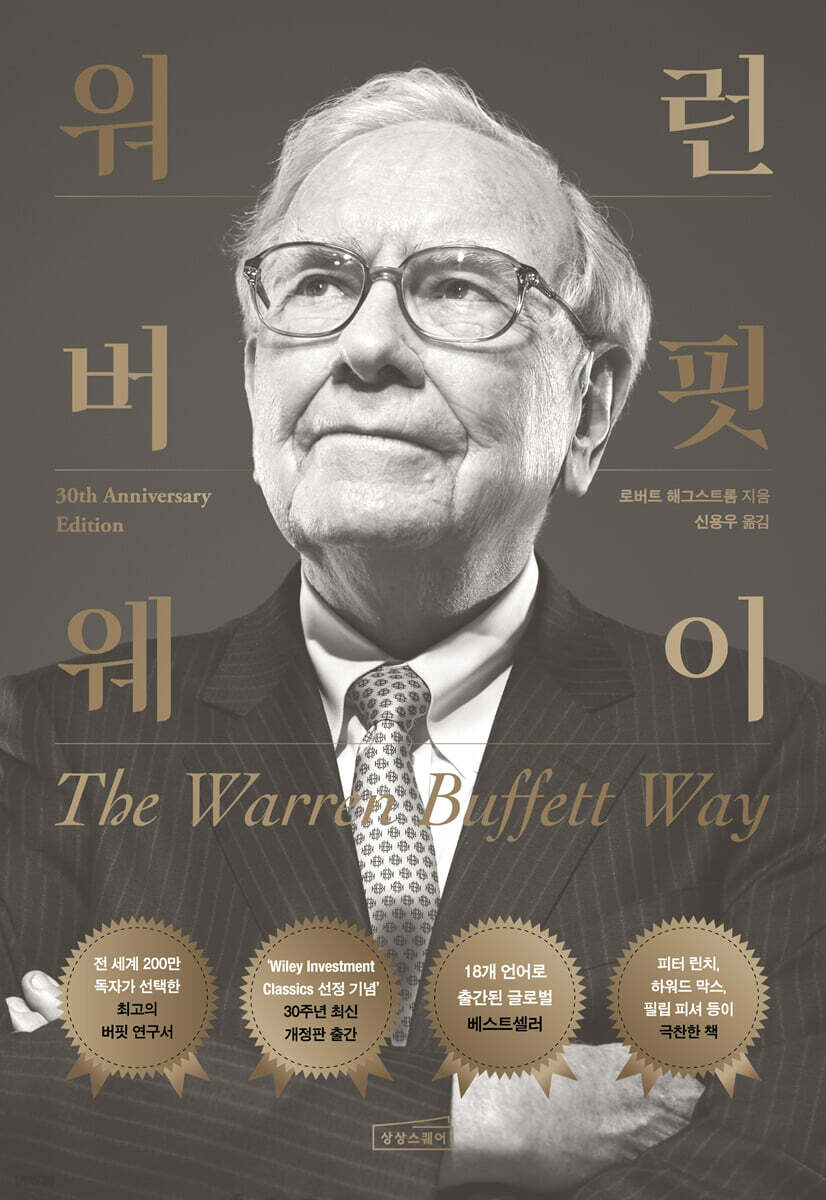 워런
버핏
30th Anniversary
Edition
로버트 해그스트롬 지음
신용우 옮김
웨이
The Warren Buffett Way
전 세계 200만
독자가 선택한
최고의
버핏 연구서
'Wiley Investment
Classics 선정 기념'
30주년 최신
개정판 출간
18개 언어로
출간된 글로벌
베스트셀러
피터 린치,
하워드 막스,
필립 피셔 등이
극찬한 책
상상스퀘어